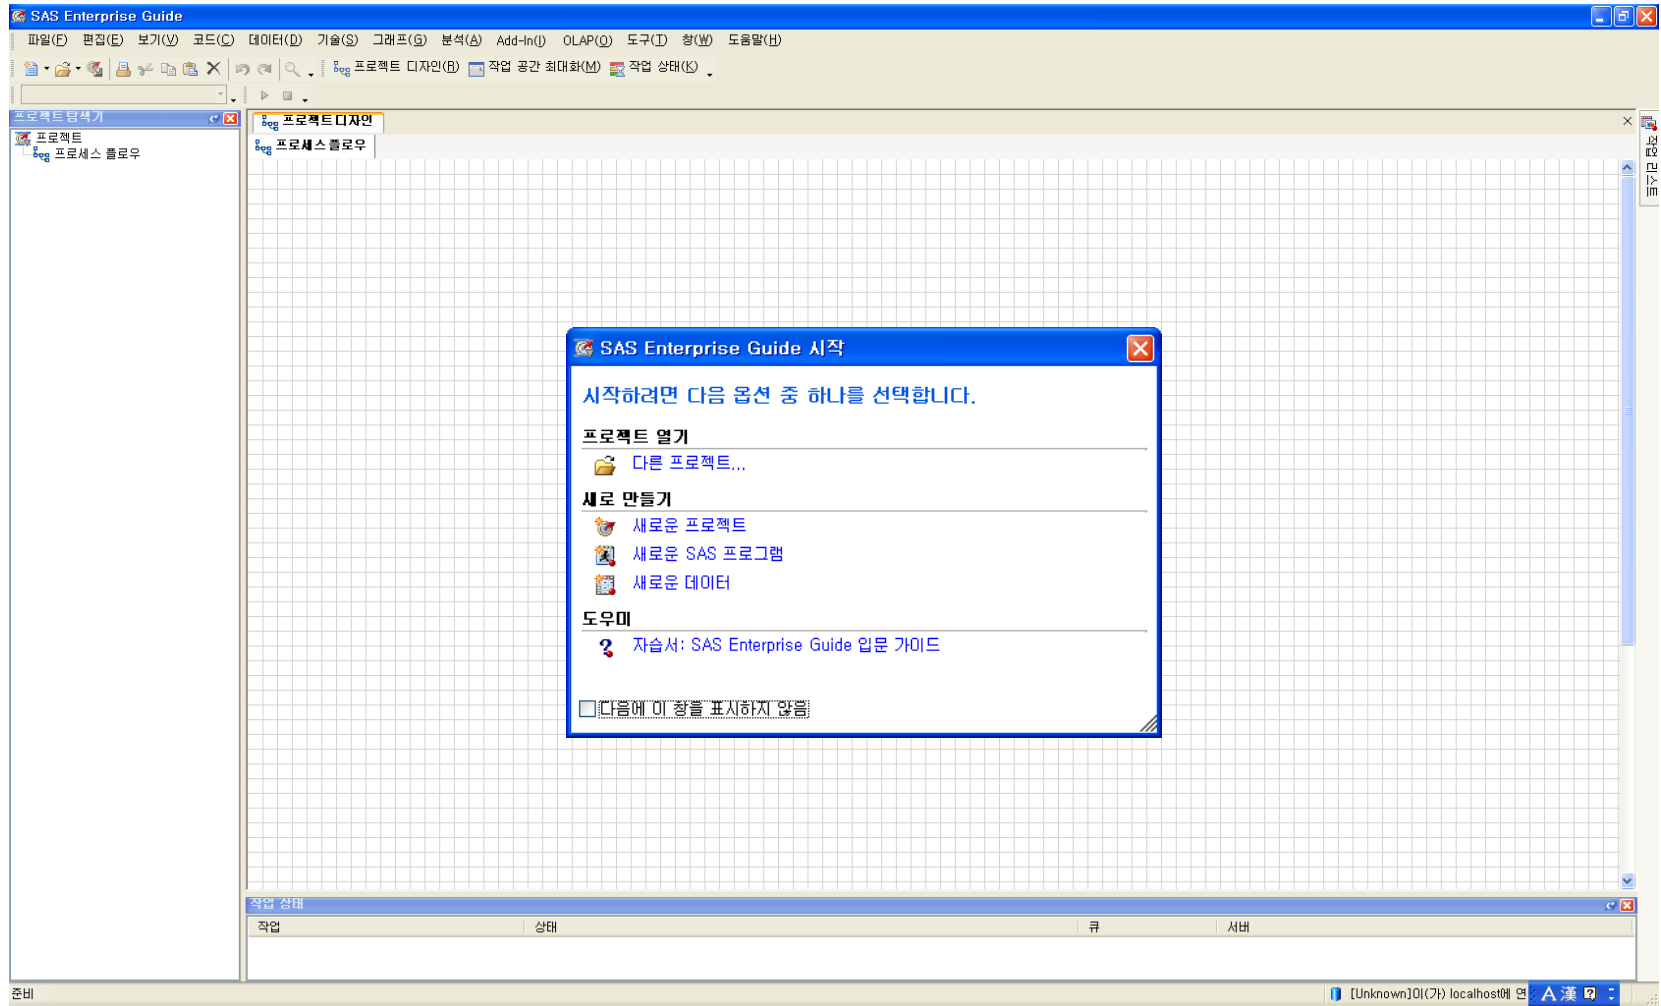 SAS Enterprise Guide
파일(F) 편집(E) 보기(V) 코드(C) 데이터(D) 기술(S) 그래프(G) 분석(A) Add-In(I) OLAP(O) 도구(T) 창(W) 도움말(H)
프로젝트 디자인(R) 작업 공간 최대화(M) 작업 상태(K)
프로젝트 탐색기
프로젝트
프로세스 플로우
프로젝트 디자인
프로세스 플로우
작업 리스트
SAS Enterprise Guide 시작
시작하려면 다음 옵션 중 하나를 선택합니다.
프로젝트 열기
다른 프로젝트...
새로 만들기
새로운 프로젝트
새로운 SAS 프로그램
새로운 데이터
도우미
자습서: SAS Enterprise Guide 입문 가이드
다음에 이 창을 표시하지 않음
작업 상태
작업 상태 큐 서버
준비
[Unknown]이(가) localhost에 연
A 漢